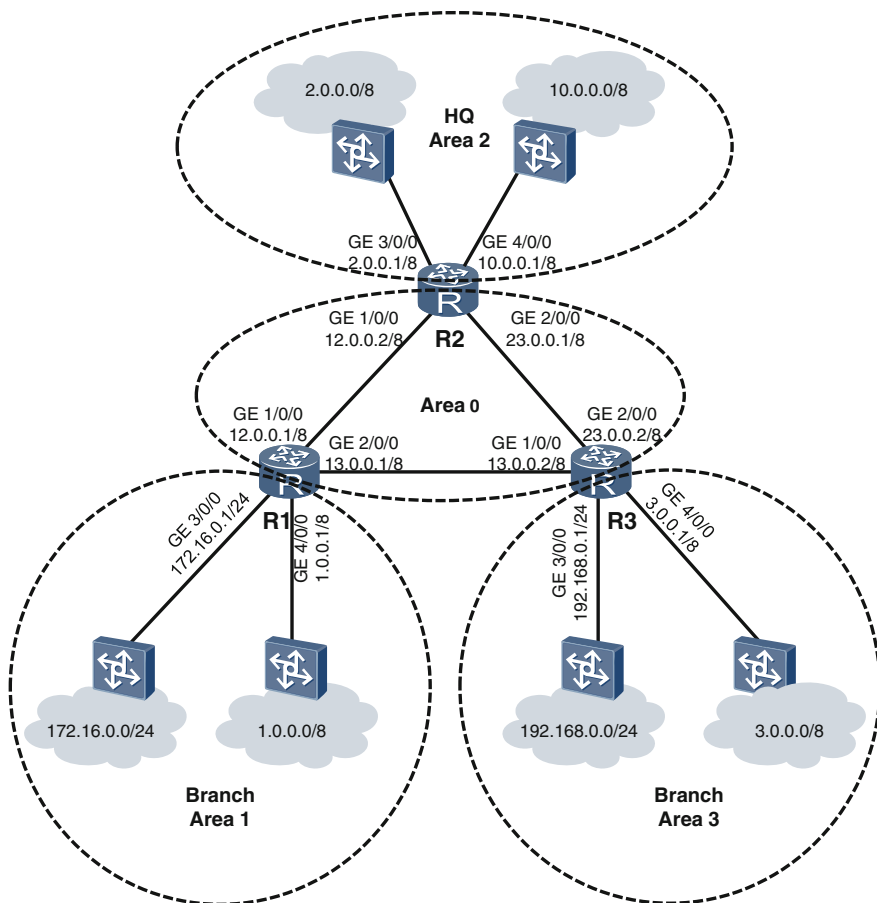 2.0.0.0/8
10.0.0.0/8
HQ
Area 2
GE 3/0/0
2.0.0.1/8
GE 4/0/0
10.0.0.1/8
R
R2
GE 1/0/0
12.0.0.2/8
GE 2/0/0
23.0.0.1/8
Area 0
GE 1/0/0
12.0.0.1/8
GE 2/0/0
13.0.0.1/8
GE 1/0/0
13.0.0.2/8
GE 2/0/0
23.0.0.2/8
R
R1
R
R3
GE 3/0/0
172.16.0.1/24
GE 4/0/0
1.0.0.1/8
GE 3/0/0
192.168.0.1/24
GE 4/0/0
3.0.0.1/8
172.16.0.0/24
1.0.0.0/8
192.168.0.0/24
3.0.0.0/8
Branch
Area 1
Branch
Area 3